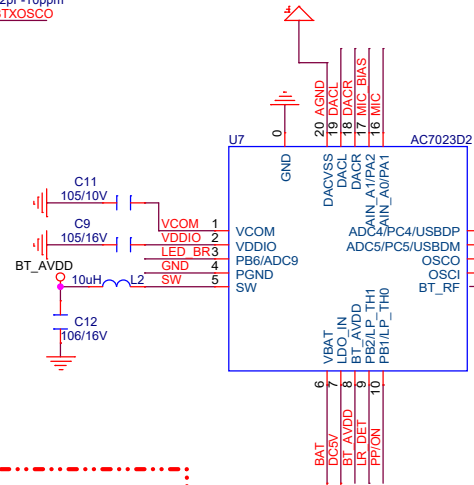 2pF-10ppm
BTXOSCO
AGND
DACL
DACR
MIC_BIAS
MIC
20
19
18
17
16
0
U7
AC7023D2
GND
DACVSS
DACL
DACR
AIN_A1/PA2
AIN_A0/PA1
C11
105/10V
C9
105/16V
BT_AVDD
10uH
L2
C12
106/16V
VCOM 1
VDDIO 2
LED_BR3
GND 4
SW 5
VCOM
VDDIO
PB6/ADC9
PGND
SW
ADC4/PC4/USBDP
ADC5/PC5/USBDM
OSCO
OSCI
BT_RF
VBAT
LDO_IN
BT_AVDD
PB2/LP_TH1
PB1/LP_TH0
6
7
8
9
10
BAT
DC5V
BT_AVDD
LR_DET
PP/ON